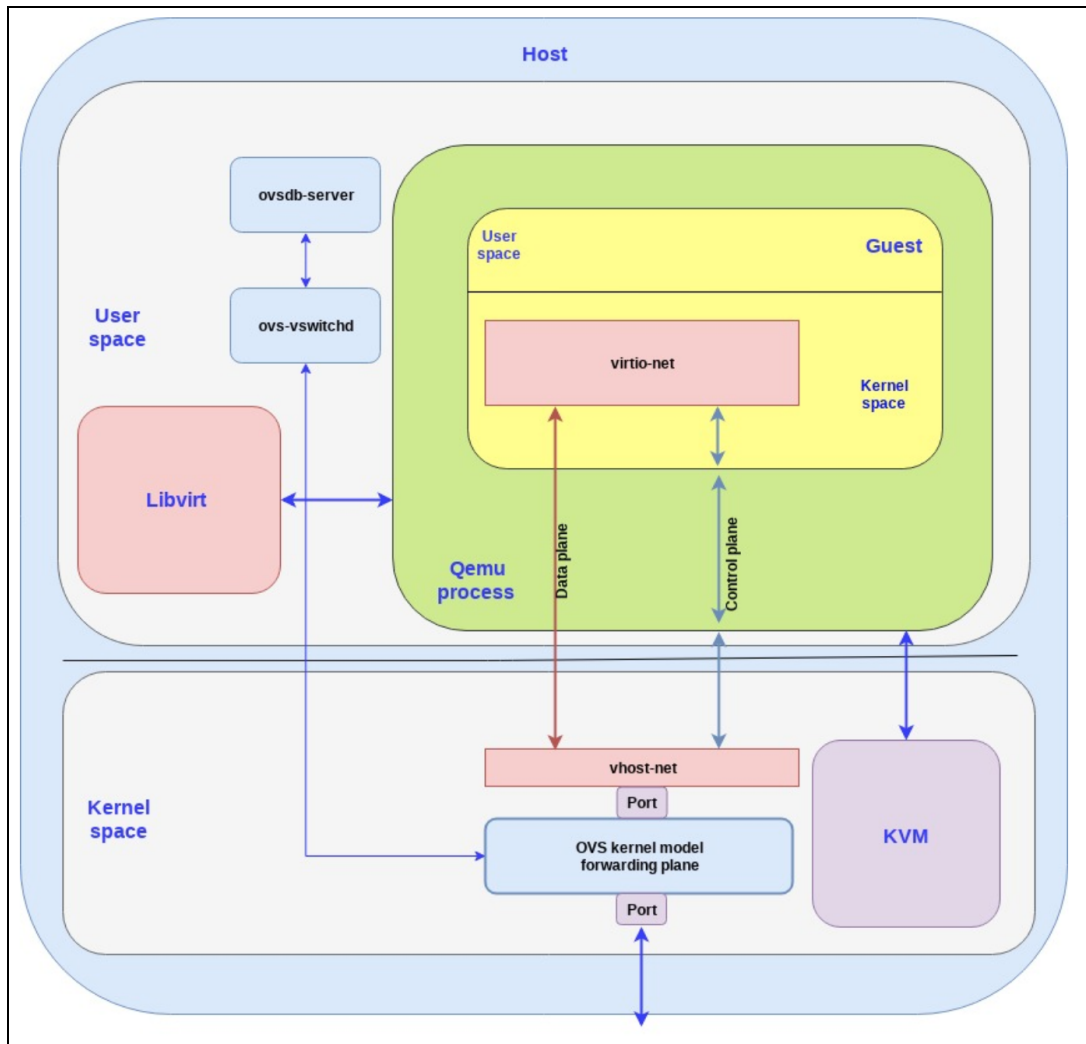 Host
ovsdb-server
User
space
Guest
ovs-vswitchd
User
space
virtio-net
Kernel
space
Libvirt
Data plane
Control plane
Qemu
process
vhost-net
Port
Kernel
space
OVS kernel model
forwarding plane
KVM
Port